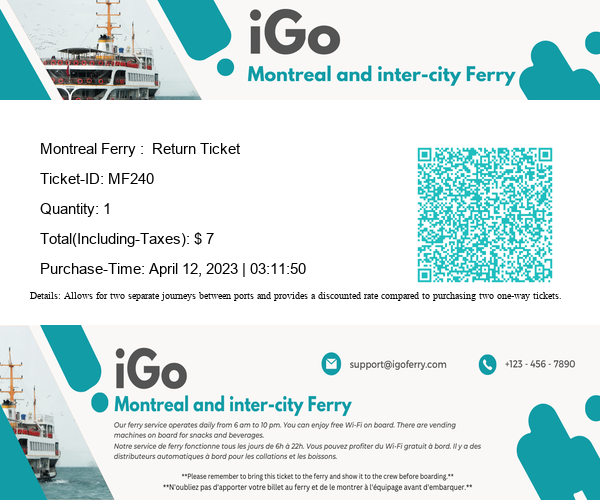 iGo
Montreal and inter-city Ferry
Montreal Ferry : Return Ticket
Ticket-ID: MF240
Quantity: 1
Total(Including-Taxes): $ 7
Purchase-Time: April 12, 2023 | 03:11:50
Details: Allows for two separate journeys between ports and provides a discounted rate compared to purchasing two one-way tickets.
iGo
support@igoferry.com
+123 - 456 - 7890
Montreal and inter-city Ferry
Our ferry service operates daily from 6 am to 10 pm. You can enjoy free Wi-Fi on board. There are vending
machines on board for snacks and beverages.
Notre service de ferry fonctionne tous les jours de 6h à 22h. Vous pouvez profiter du Wi-Fi gratuit à bord. Il y a des
distributeurs automatiques à bord pour les collations et les boissons.
**Please remember to bring this ticket to the ferry and show it to the crew before boarding.**
**N'oubliez pas d'apporter votre billet au ferry et de le montrer à l'équipage avant d'embarquer.**